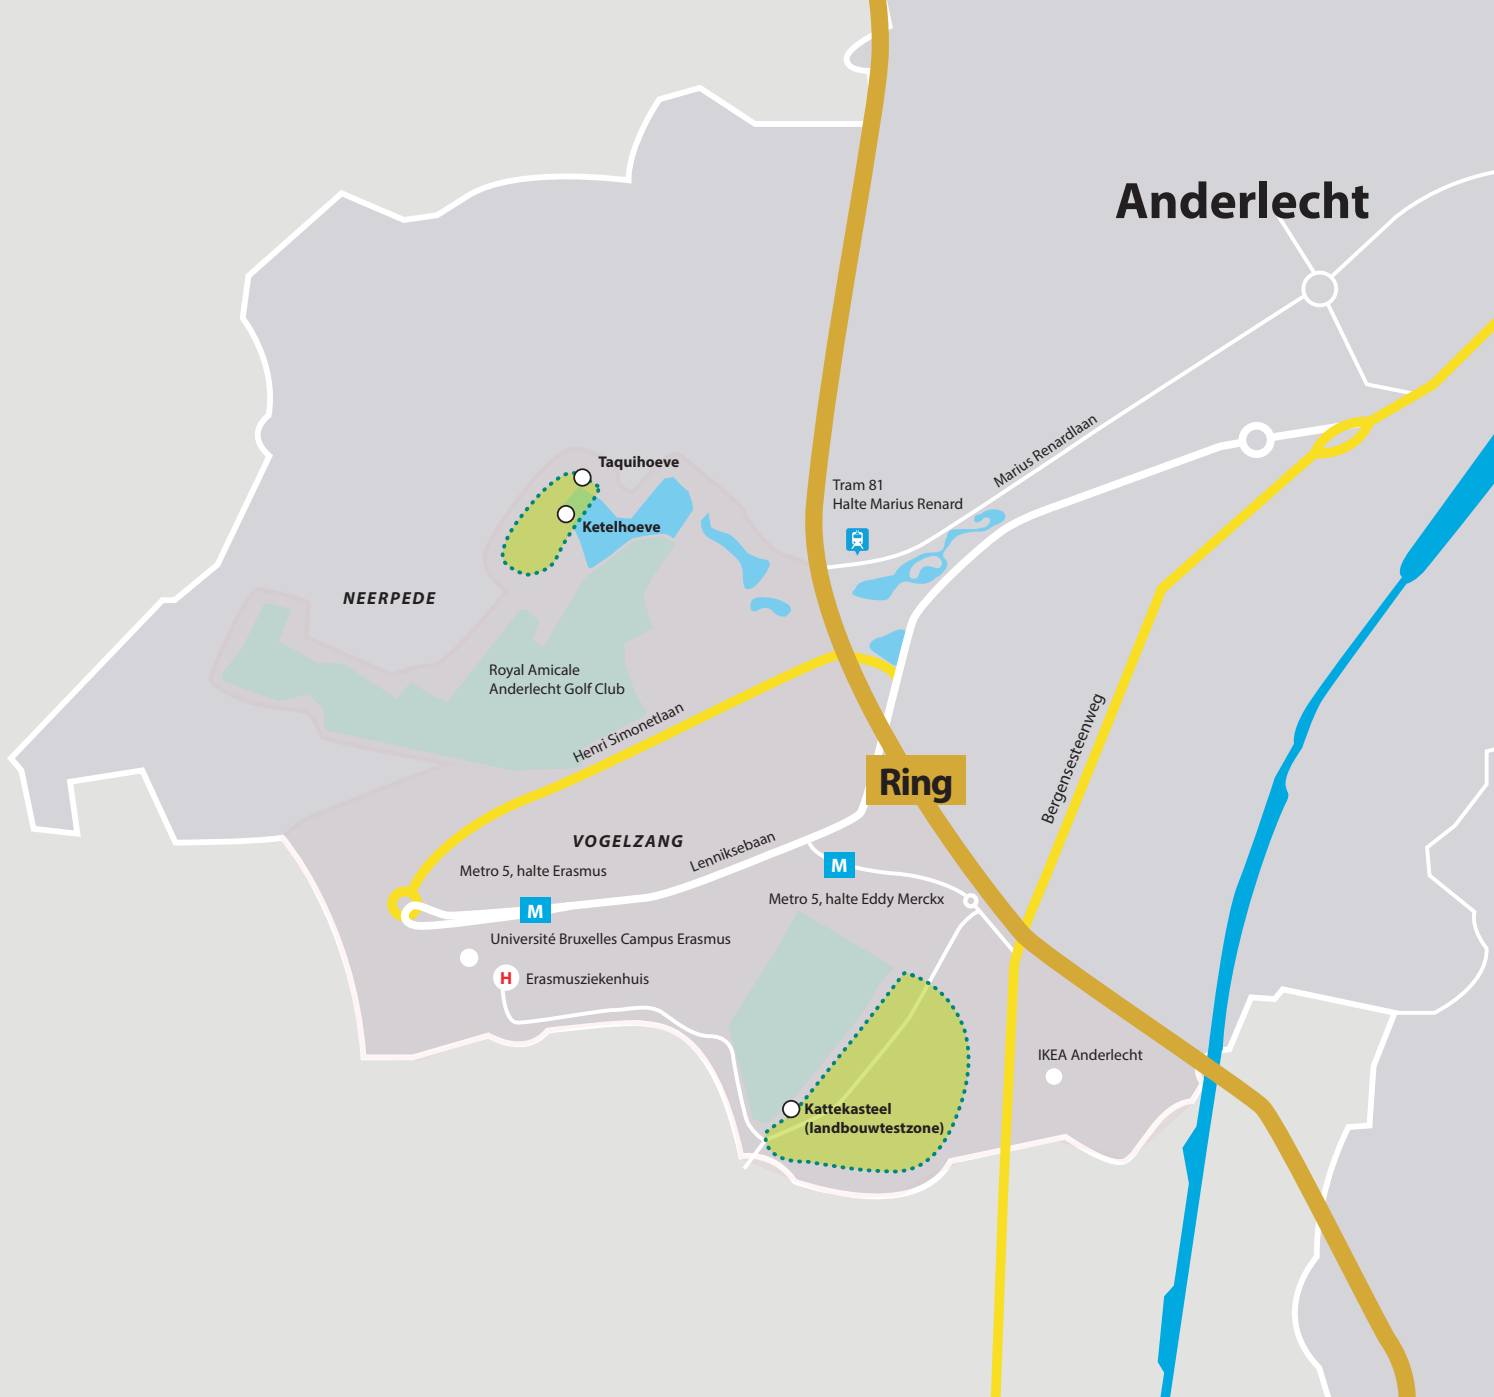 Anderlecht
Marius Renardlaan
Taquihoeve
Tram 81
Halte Marius Renard
Ketelhoeve
NEERPEDE
Royal Amicale
Anderlecht Golf Club
Henri Simonetlaan
Bergensesteenweg
Ring
VOGELZANG
Lenniksebaan
M
Metro 5, halte Erasmus
Metro 5, halte Eddy Merckx
M
Université Bruxelles Campus Erasmus
H Erasmusziekenhuis
IKEA Anderlecht
Kattekasteel
(landbouwtestzone)